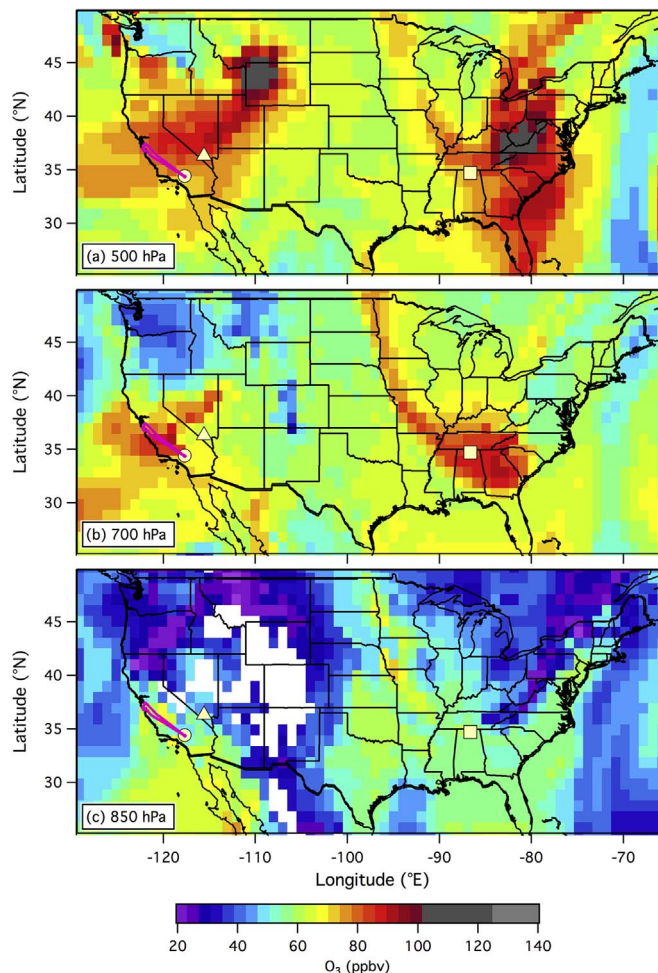 45
40
35
30
Latitude (°N)
(a) 500 hPa
45
40
35
30
Latitude (°N)
(b) 700 hPa
45
40
35
30
Latitude (°N)
(c) 850 hPa
-120 -110 -100 -90 -80 -70
Longitude (°E)
20 40 60 80 100 120 140
O₃ (ppbv)